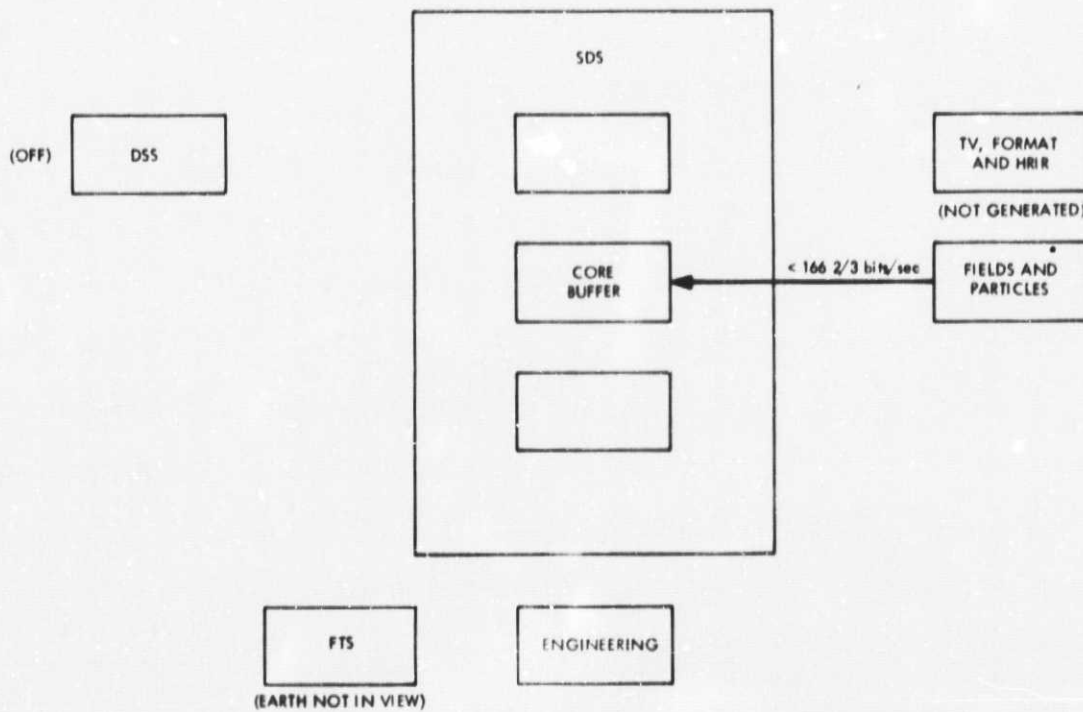 SDS
(OFF)
DSS
TV, FORMAT
AND HRIR
(NOT GENERATED)
CORE
BUFFER
< 166 2/3 bits/sec
FIELDS AND
PARTICLES
FTS
ENGINEERING
(EARTH NOT IN VIEW)